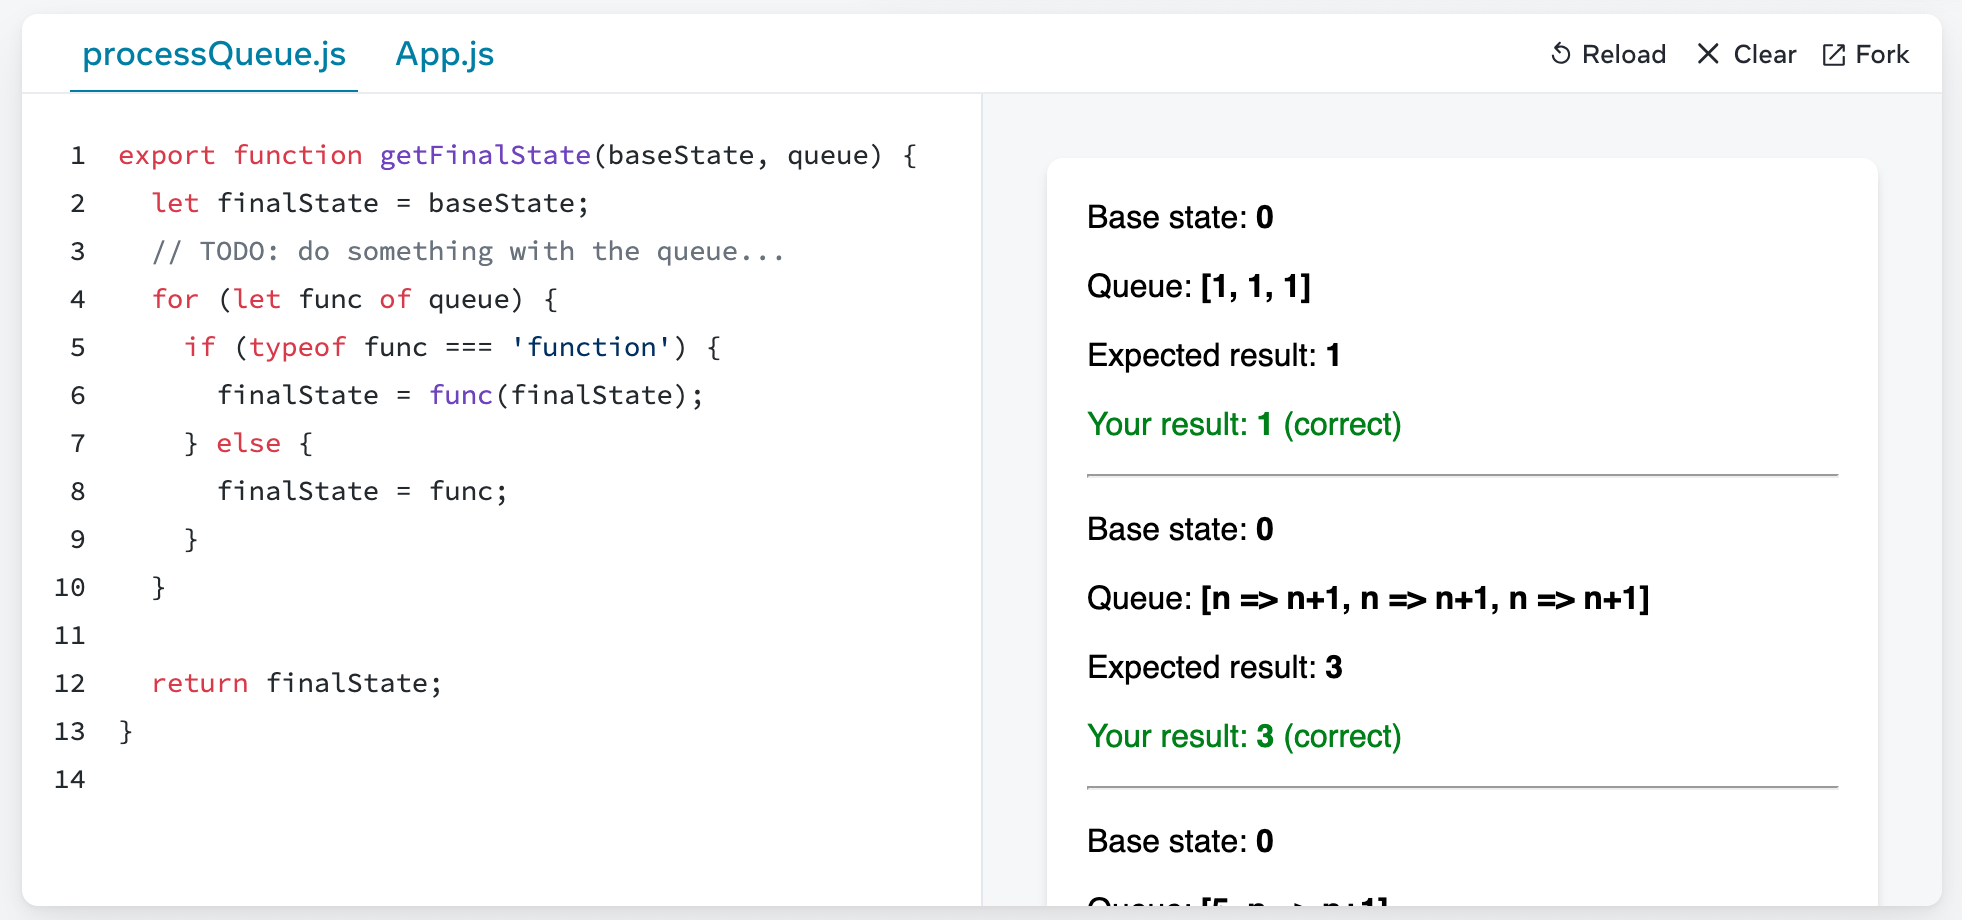 processQueue.js App.js Reload Clear Fork
1 export function getFinalState(baseState, queue) {
2   let finalState = baseState;
3   // TODO: do something with the queue...
4   for (let func of queue) {
5     if (typeof func === 'function') {
6       finalState = func(finalState);
7     } else {
8       finalState = func;
9     }
10   }
11
12   return finalState;
13 }
14
Base state: 0
Queue: [1, 1, 1]
Expected result: 1
Your result: 1 (correct)
Base state: 0
Queue: [n => n+1, n => n+1, n => n+1]
Expected result: 3
Your result: 3 (correct)
Base state: 0
Queue: [5, n => n+1]